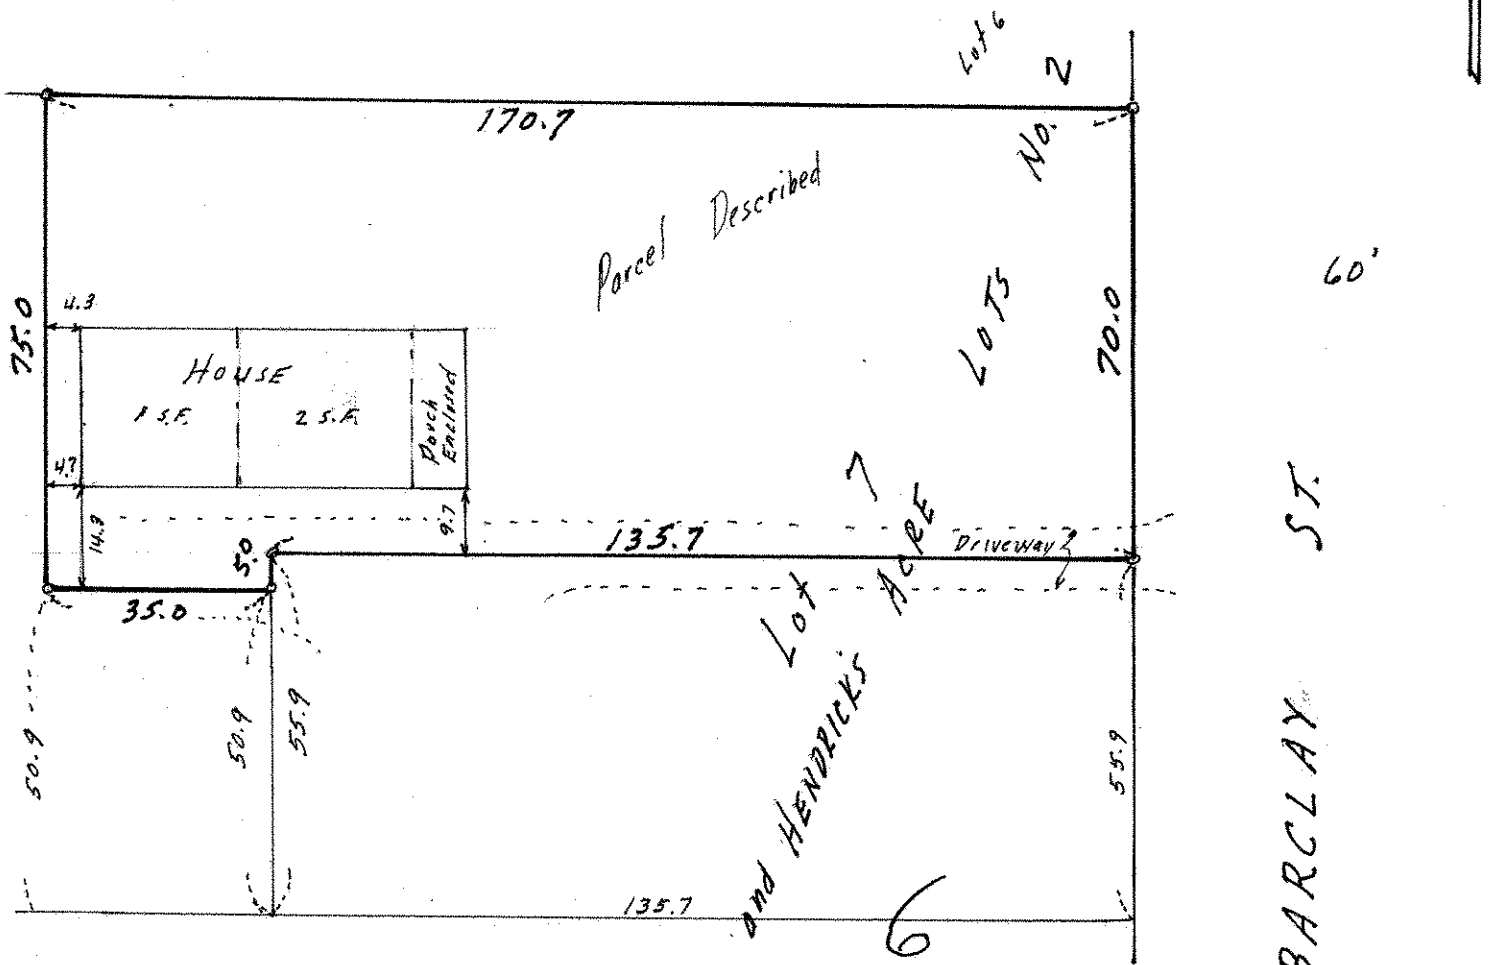 Lot 6
No. 2
170.7
Parcel Described
60'
75.0
4.3
HOUSE
1 S.F.
2 S.F.
Porch
Enclosed
LOTS
70.0
4.7
14.3
9.7
5.0
135.7
Driveway
35.0
Lot 7
ACRE
ST.
50.9
50.9
55.9
55.9
and HENDRICKS
BARCLAY
135.7
6